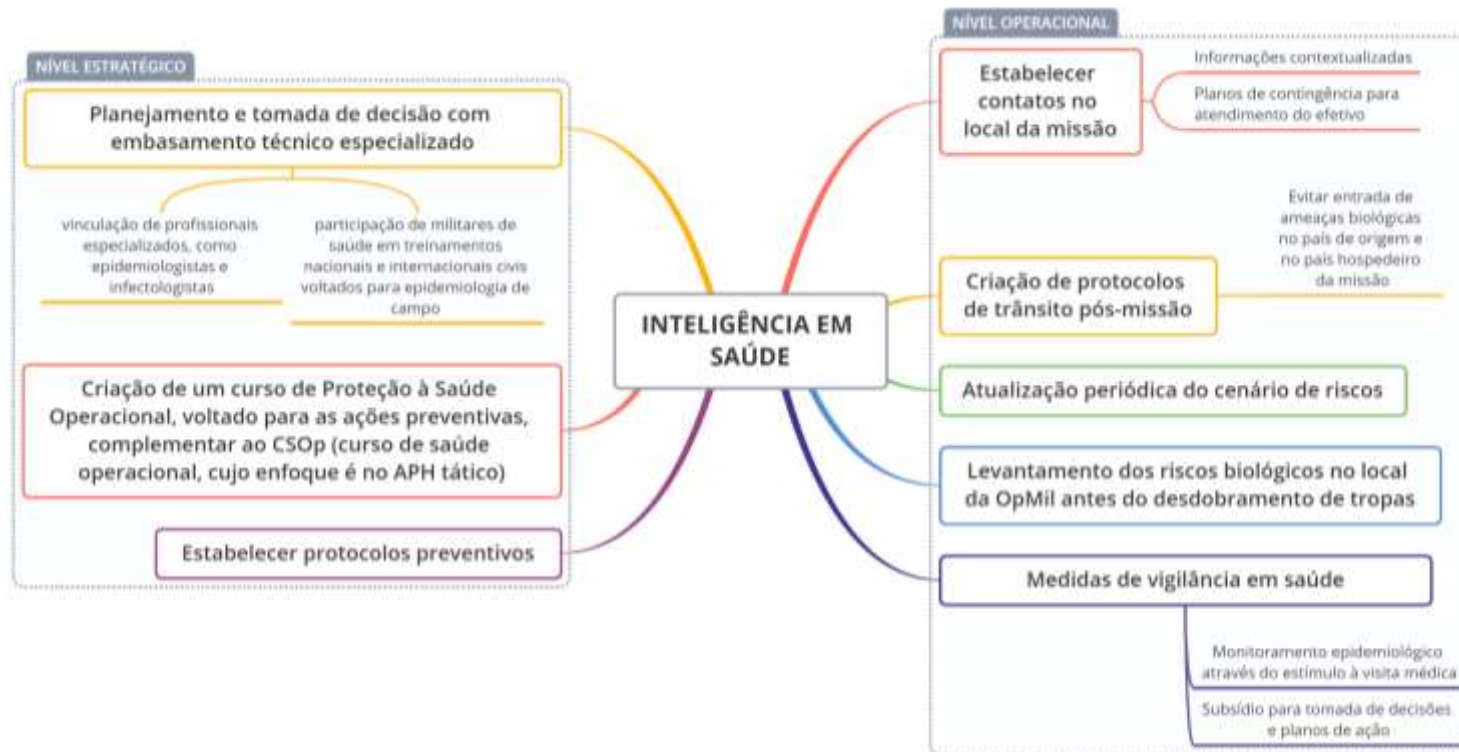 NÍVEL ESTRATÉGICO
Planejamento e tomada de decisão com
embasamento técnico especializado
vinculação de profissionais
especializados, como
epidemiologistas e
infectologistas
participação de militares de
saúde em treinamentos
nacionais e internacionais civis
voltados para epidemiologia de
campo
Criação de um curso de Proteção à Saúde
Operacional, voltado para as ações preventivas,
complementar ao CSOp (curso de saúde
operacional, cujo enfoque é no APH tático)
Estabelecer protocolos preventivos
INTELIGÊNCIA EM
SAÚDE
NÍVEL OPERACIONAL
Estabelecer
contatos no
local da missão
Informações contextualizadas
Planos de contingência para
atendimento do efetivo
Criação de protocolos
de trânsito pós-missão
Evitar entrada de
ameaças biológicas
no país de origem e
no país hospedeiro
da missão
Atualização periódica do cenário de riscos
Levantamento dos riscos biológicos no local
da OpMil antes do desdobramento de tropas
Medidas de vigilância em saúde
Monitoramento epidemiológico
através do estímulo à visita médica
Subsídio para tomada de decisões
e planos de ação